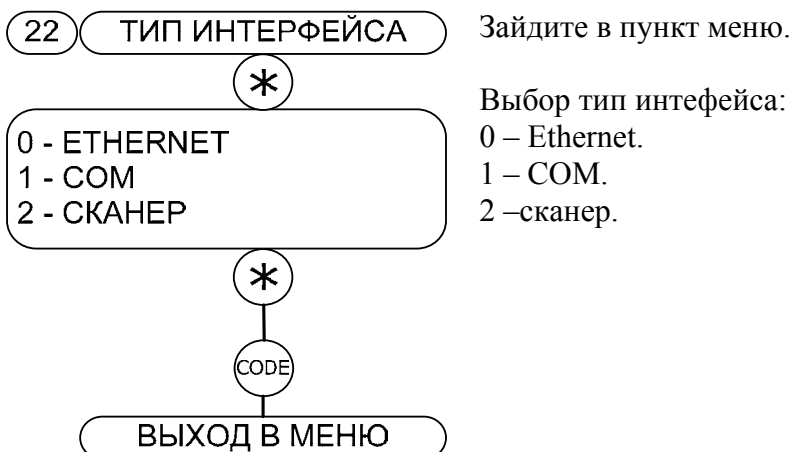 22 ТИП ИНТЕРФЕЙСА
Зайдите в пункт меню.
*
0 - ETHERNET
1 - COM
2 - СКАНЕР
Выбор тип интефейса:
0 – Ethernet.
1 – COM.
2 –сканер.
*
CODE
ВЫХОД В МЕНЮ